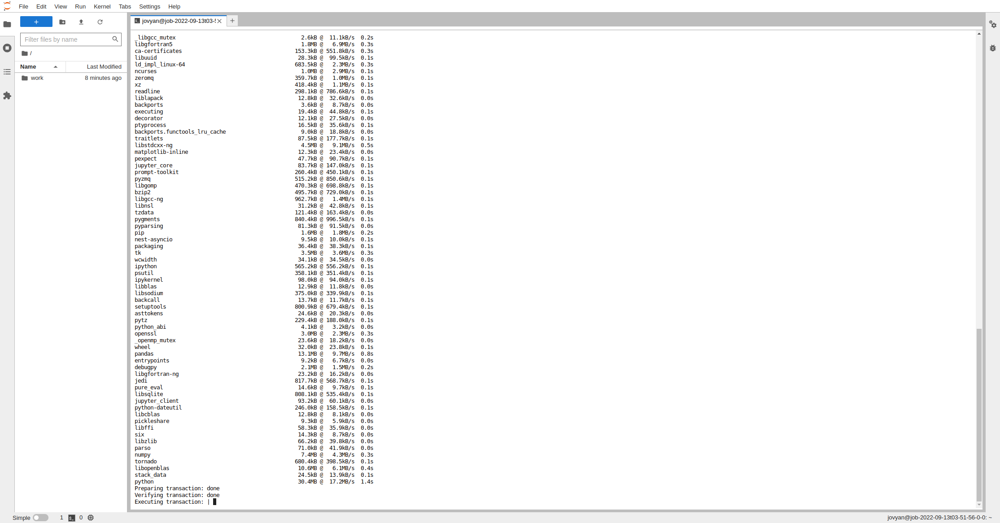 File Edit View Run Kernel Tabs Settings Help
jovyan@job-2022-09-13t03-5
Filter files by name
/
Name Last Modified
work 8 minutes ago
_libgcc_mutex 2.6kB @ 11.1kB/s 0.2s
libgfortran5 1.8MB @ 6.9MB/s 0.3s
ca-certificates 153.3kB @ 551.8kB/s 0.3s
libuuid 28.3kB @ 99.5kB/s 0.1s
ld_impl_linux-64 683.5kB @ 2.3MB/s 0.3s
ncurses 1.0MB @ 2.9MB/s 0.1s
zeromq 359.7kB @ 1.0MB/s 0.1s
xz 418.4kB @ 1.1MB/s 0.1s
readline 298.1kB @ 786.6kB/s 0.1s
liblapack 12.8kB @ 32.6kB/s 0.0s
backports 3.6kB @ 8.7kB/s 0.0s
executing 19.4kB @ 44.8kB/s 0.1s
decorator 12.1kB @ 27.5kB/s 0.0s
ptyprocess 16.5kB @ 35.6kB/s 0.1s
backports.functools_lru_cache 9.0kB @ 18.8kB/s 0.0s
traitlets 87.5kB @ 177.7kB/s 0.1s
libstdcxx-ng 4.5MB @ 9.1MB/s 0.5s
matplotlib-inline 12.3kB @ 23.4kB/s 0.0s
pexpect 47.7kB @ 90.7kB/s 0.1s
jupyter_core 83.7kB @ 147.0kB/s 0.1s
prompt-toolkit 260.4kB @ 450.1kB/s 0.1s
pyzmq 515.2kB @ 850.6kB/s 0.1s
libgomp 470.3kB @ 698.8kB/s 0.1s
bzip2 495.7kB @ 729.0kB/s 0.1s
libgcc-ng 962.7kB @ 1.4MB/s 0.1s
libnsl 31.2kB @ 42.8kB/s 0.1s
tzdata 121.4kB @ 163.4kB/s 0.0s
pygments 840.4kB @ 996.5kB/s 0.1s
pyparsing 81.3kB @ 91.5kB/s 0.0s
pip 1.6MB @ 1.8MB/s 0.2s
nest-asyncio 9.5kB @ 10.0kB/s 0.1s
packaging 36.4kB @ 38.3kB/s 0.1s
tk 3.5MB @ 3.6MB/s 0.3s
wcwidth 34.1kB @ 34.5kB/s 0.0s
ipython 565.2kB @ 556.2kB/s 0.1s
psutil 358.1kB @ 351.4kB/s 0.1s
ipykernel 98.0kB @ 94.0kB/s 0.1s
libblas 12.9kB @ 11.8kB/s 0.0s
libsodium 375.0kB @ 339.9kB/s 0.1s
backcall 13.7kB @ 11.7kB/s 0.1s
setuptools 800.9kB @ 679.4kB/s 0.1s
asttokens 24.6kB @ 20.3kB/s 0.0s
pytz 229.4kB @ 188.0kB/s 0.1s
python_abi 4.1kB @ 3.2kB/s 0.0s
openssl 3.0MB @ 2.3MB/s 0.3s
_openmp_mutex 23.6kB @ 18.2kB/s 0.0s
wheel 32.0kB @ 23.8kB/s 0.1s
pandas 13.1MB @ 9.7MB/s 0.8s
entrypoints 9.2kB @ 6.7kB/s 0.0s
debugpy 2.1MB @ 1.5MB/s 0.2s
libgfortran-ng 23.2kB @ 16.2kB/s 0.0s
jedi 817.7kB @ 568.7kB/s 0.1s
pure_eval 14.6kB @ 9.7kB/s 0.1s
libsqlite 808.1kB @ 535.4kB/s 0.1s
jupyter_client 93.2kB @ 60.1kB/s 0.0s
python-dateutil 246.0kB @ 158.5kB/s 0.1s
libcblas 12.8kB @ 8.1kB/s 0.0s
pickleshare 9.3kB @ 5.9kB/s 0.0s
libffi 58.3kB @ 35.9kB/s 0.0s
six 14.3kB @ 8.7kB/s 0.0s
libzlib 66.2kB @ 39.8kB/s 0.0s
parso 71.0kB @ 41.9kB/s 0.0s
numpy 7.4MB @ 4.3MB/s 0.3s
tornado 680.4kB @ 398.5kB/s 0.1s
libopenblas 10.6MB @ 6.1MB/s 0.4s
stack_data 24.5kB @ 13.9kB/s 0.1s
python 30.4MB @ 17.2MB/s 1.4s
Preparing transaction: done
Verifying transaction: done
Executing transaction: |
Simple 1 $_ 0 jovyan@job-2022-09-13t03-51-56-0-0: ~